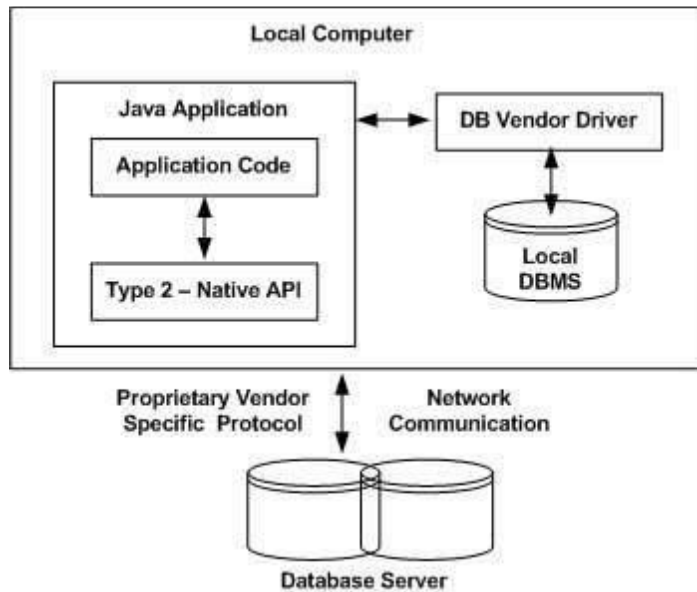 Local Computer
Java Application
Application Code
Type 2 – Native API
DB Vendor Driver
Local
DBMS
Proprietary Vendor
Specific Protocol
Network
Communication
Database Server